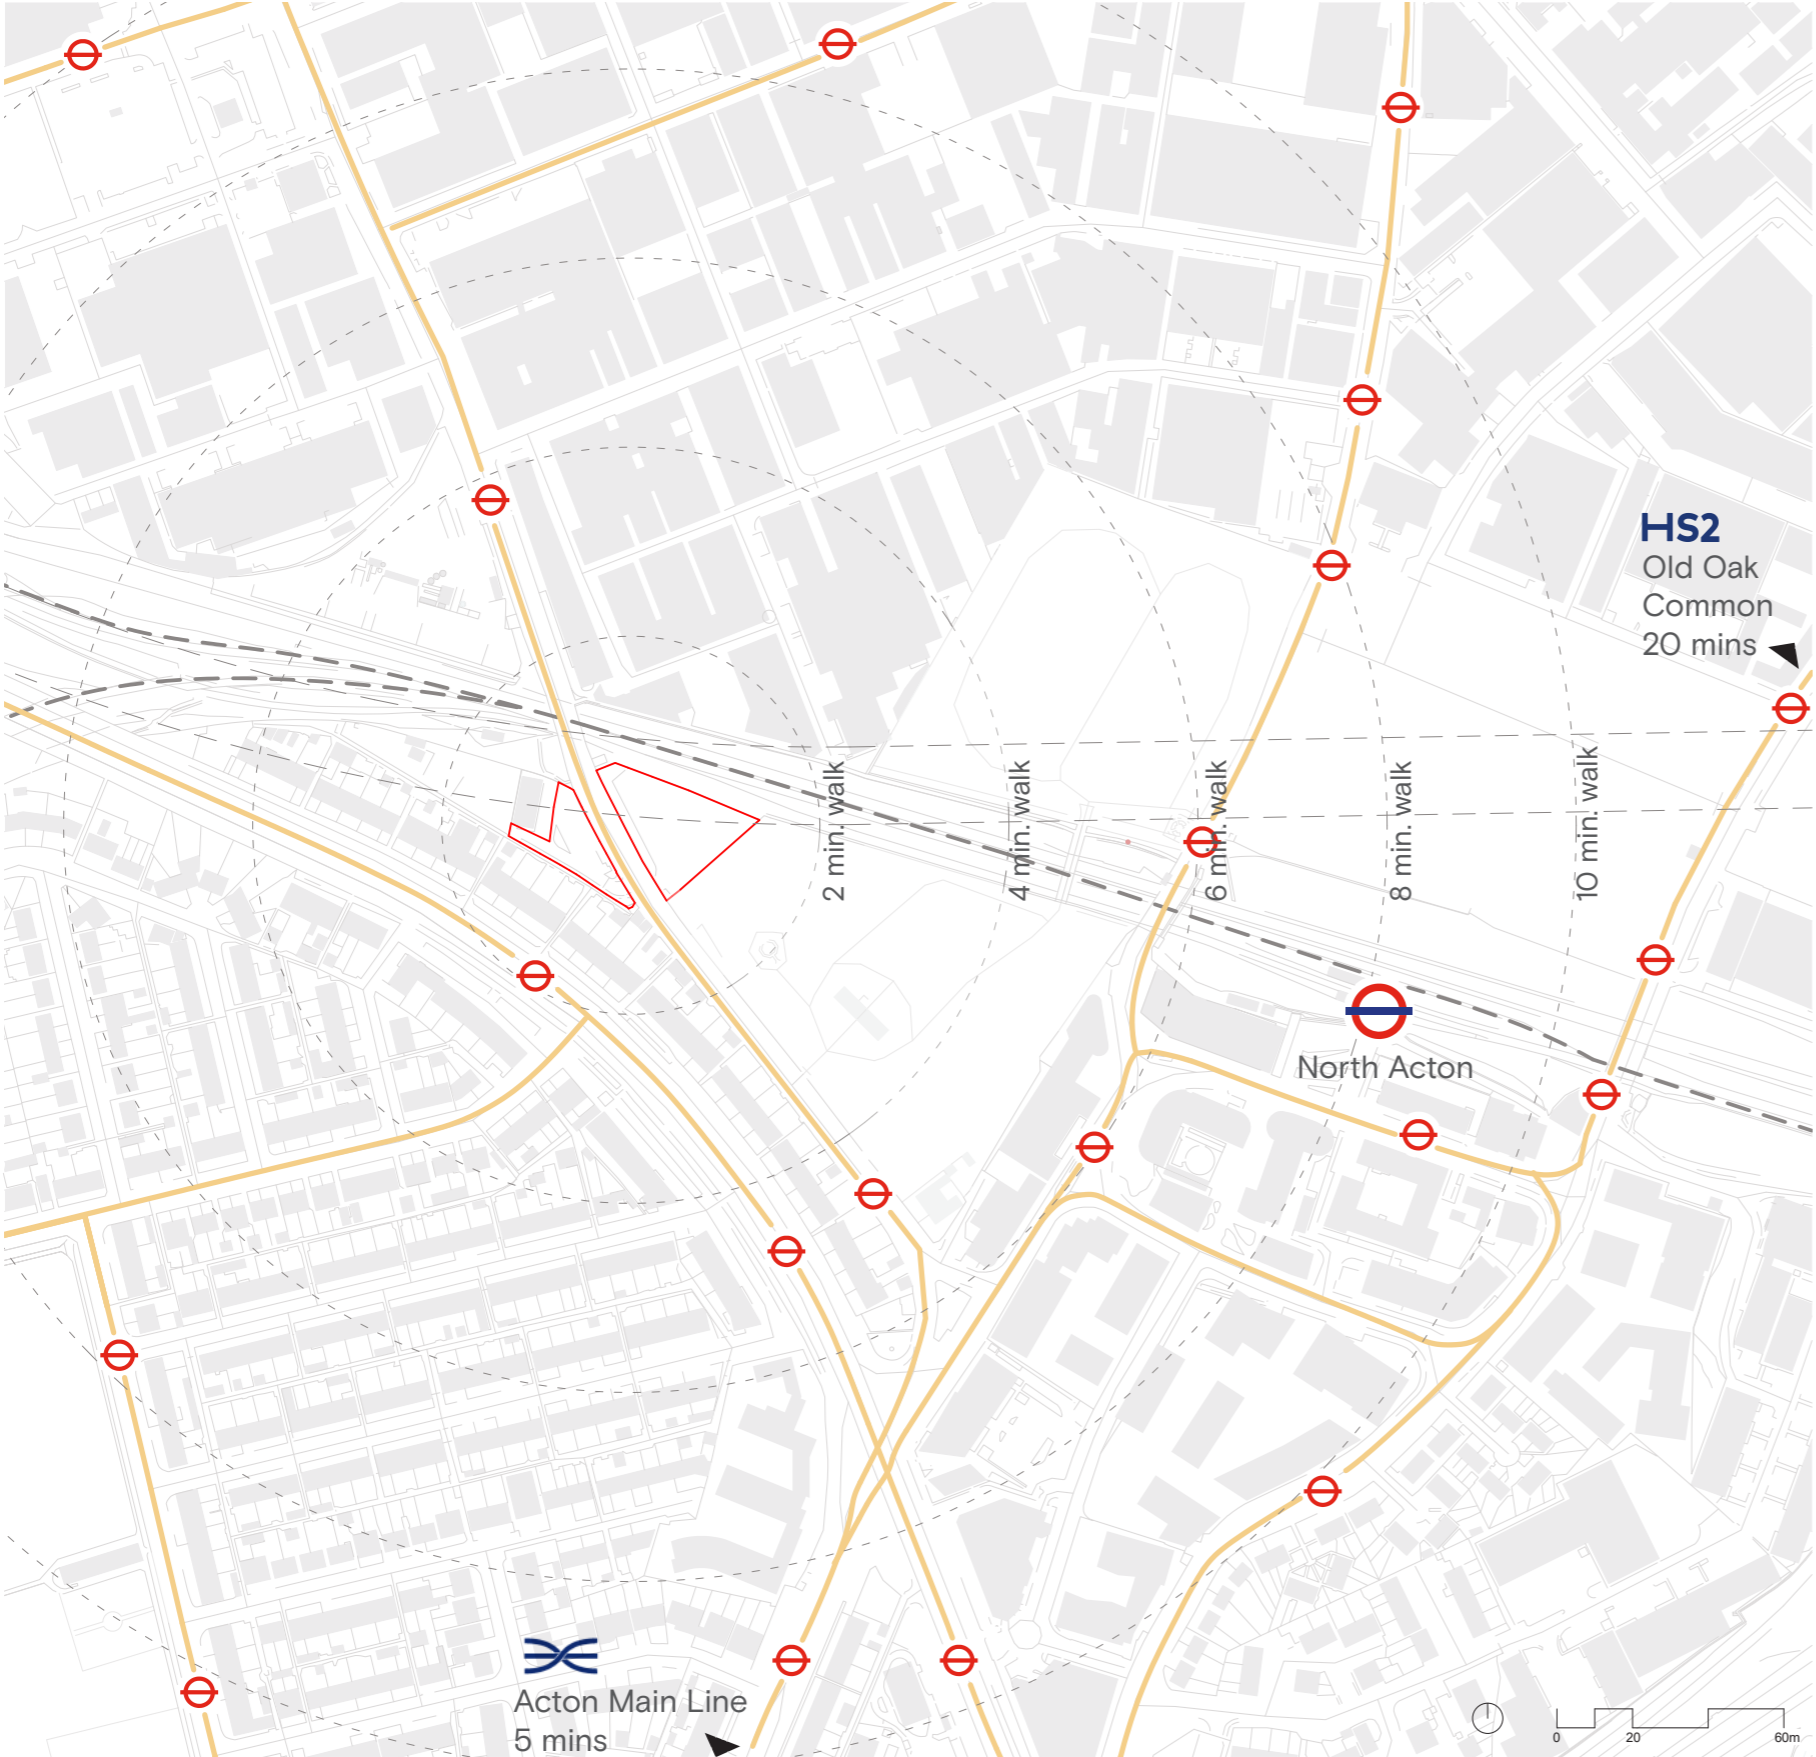 HS2
Old Oak
Common
20 mins
2 min. walk
4 min. walk
6 min. walk
8 min. walk
10 min. walk
North Acton
Acton Main Line
5 mins
0 20 60m